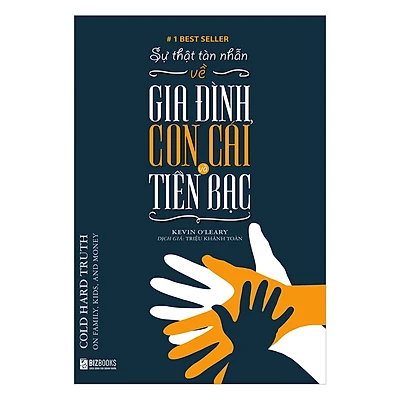 # 1 BEST SELLER
Sự thật tàn nhẫn
về
GIA ĐÌNH,
CON CÁI
và
TIỀN BẠC
KEVIN O'LEARY
DỊCH GIẢ: TRIỆU KHÁNH TOÀN
COLD HARD TRUTH
ON FAMILY, KIDS, AND MONEY
BIZBOOKS